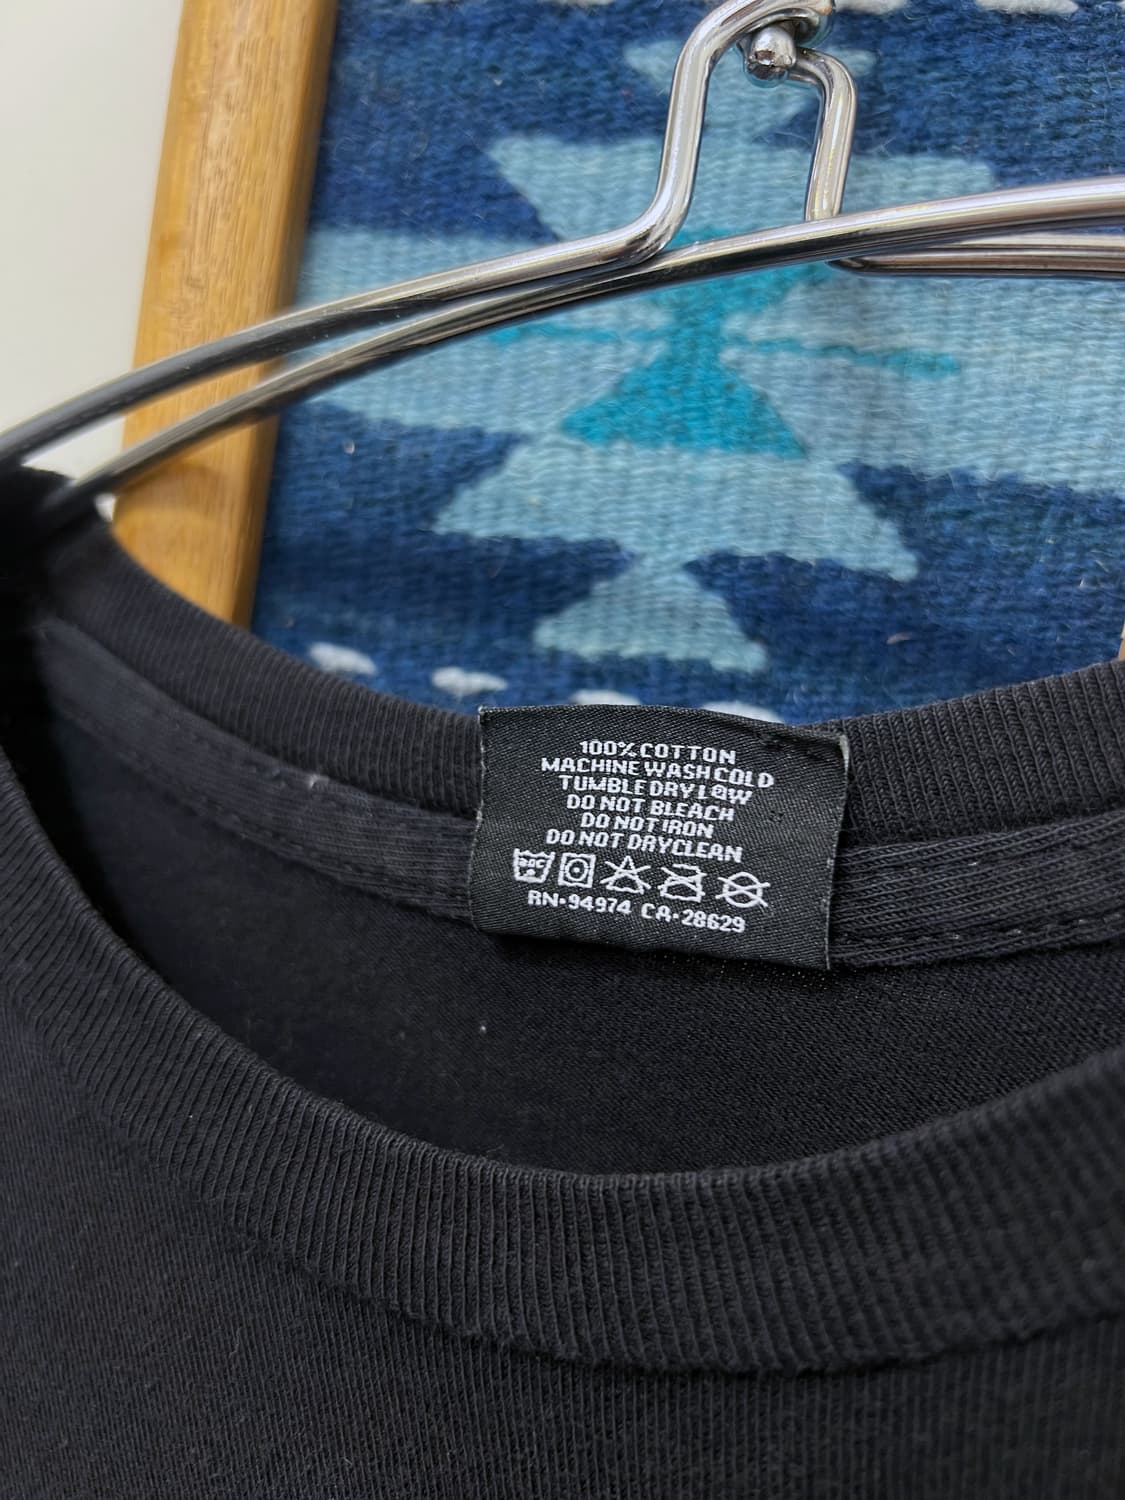 100% COTTON
MACHINE WASH COLD
TUMBLE DRY LOW
DO NOT BLEACH
DO NOT IRON
DO NOT DRYCLEAN
RN·94974 CA·28629